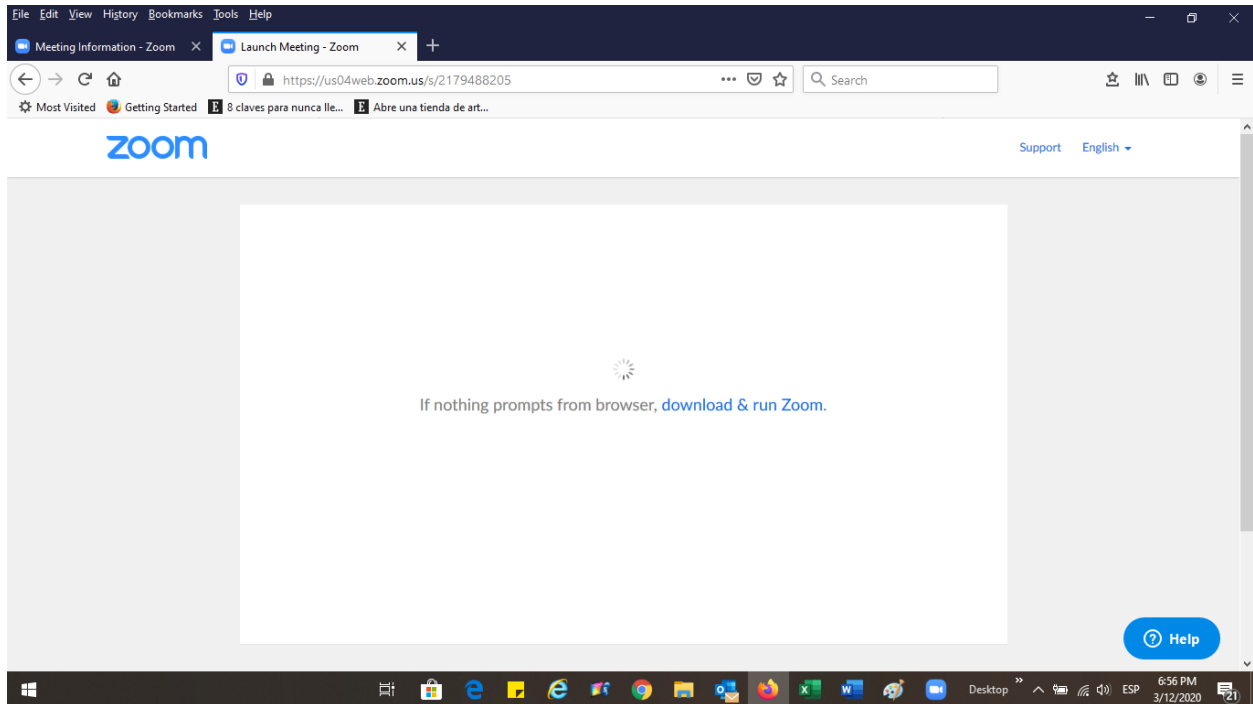 File Edit View History Bookmarks Tools Help
Meeting Information - Zoom
Launch Meeting - Zoom
https://us04web.zoom.us/s/2179488205
Search
Most Visited Getting Started 8 claves para nunca lle... Abre una tienda de art...
zoom
Support English
If nothing prompts from browser, download & run Zoom.
Help
Desktop ESP 6:56 PM
3/12/2020
21